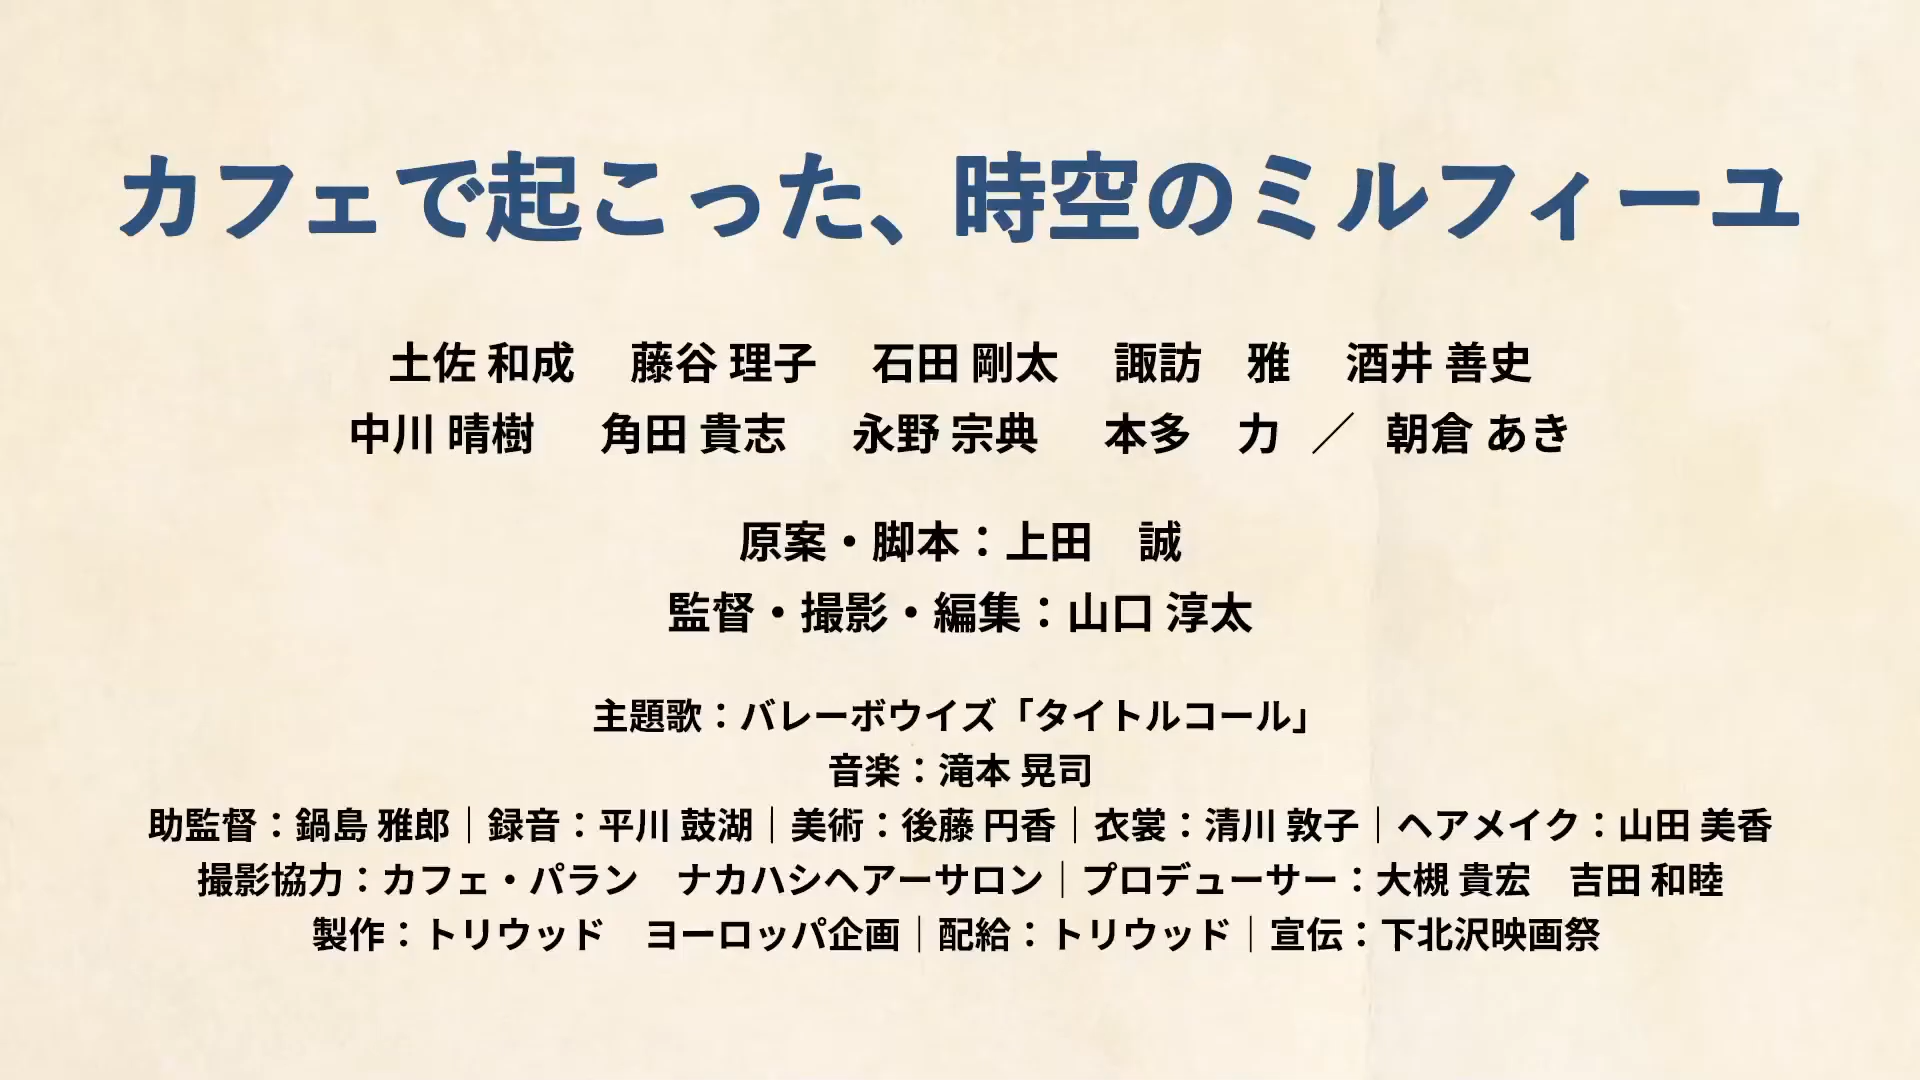 カフェで起こった、時空のミルフィーユ
土佐 和成　藤谷 理子　石田 剛太　諏訪　雅　酒井 善史
中川 晴樹　角田 貴志　永野 宗典　本多　力 ／ 朝倉 あき
原案・脚本：上田　誠
監督・撮影・編集：山口 淳太
主題歌：バレーボウイズ「タイトルコール」
音楽：滝本 晃司
助監督：鍋島 雅郎｜録音：平川 鼓湖｜美術：後藤 円香｜衣裳：清川 敦子｜ヘアメイク：山田 美香
撮影協力：カフェ・パラン　ナカハシヘアーサロン｜プロデューサー：大槻 貴宏　吉田 和睦
製作：トリウッド　ヨーロッパ企画｜配給：トリウッド｜宣伝：下北沢映画祭